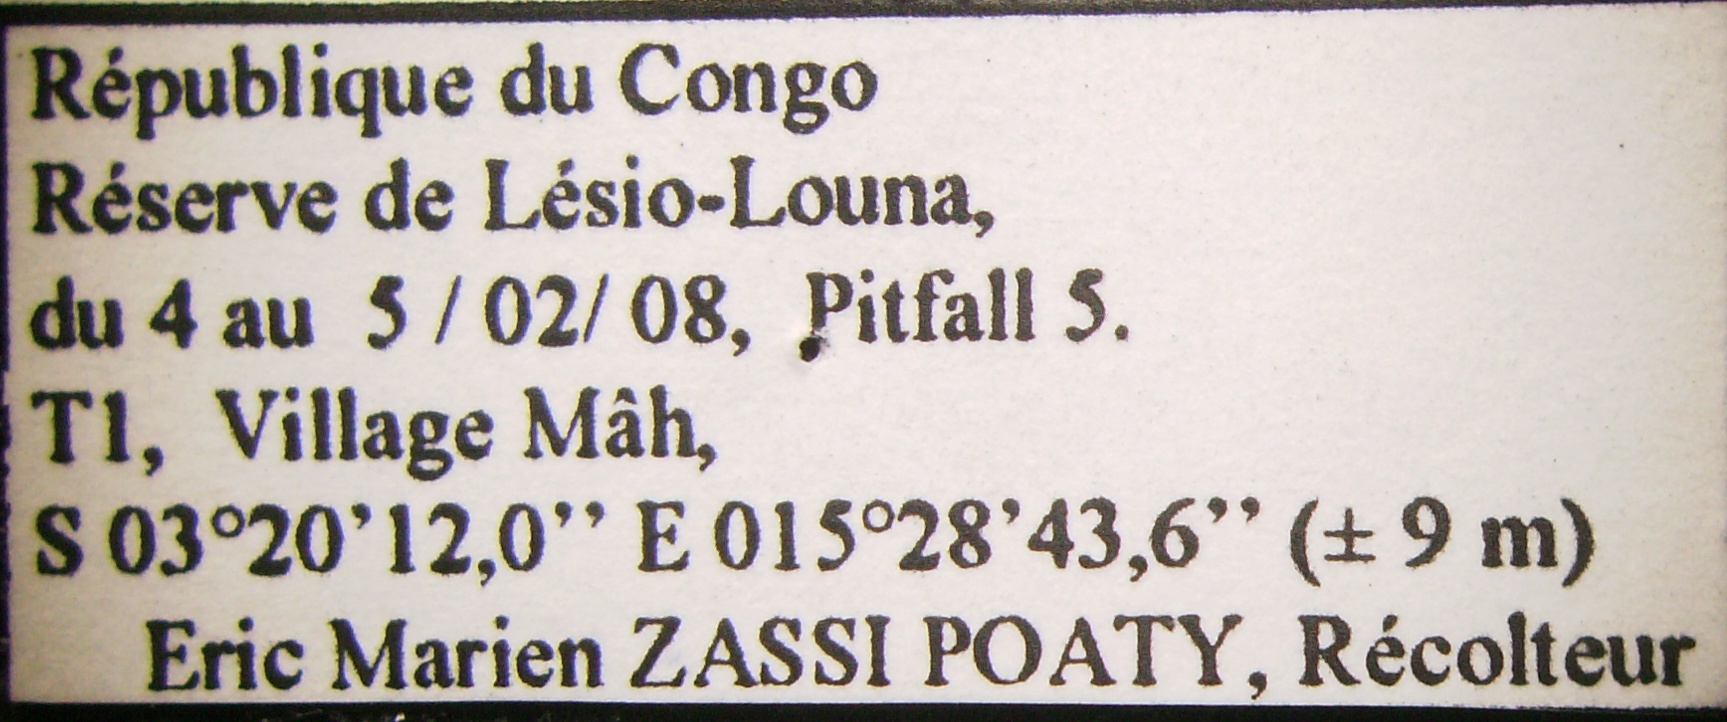 République du Congo
Réserve de Lésio-Louna,
du 4 au 5 / 02/ 08, Pitfall 5.
T1, Village Mâh,
S 03°20’12,0’’ E 015°28’43,6’’ (± 9 m)
Eric Marien ZASSI POATY, Récolteur